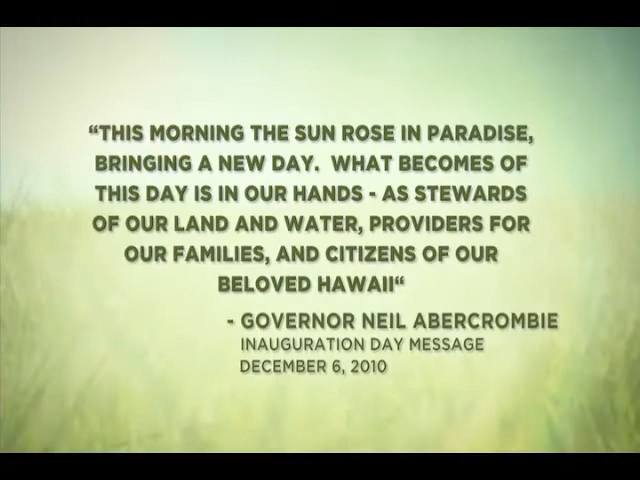 “THIS MORNING THE SUN ROSE IN PARADISE,
BRINGING A NEW DAY.  WHAT BECOMES OF
THIS DAY IS IN OUR HANDS - AS STEWARDS
OF OUR LAND AND WATER, PROVIDERS FOR
OUR FAMILIES, AND CITIZENS OF OUR
BELOVED HAWAII“
- GOVERNOR NEIL ABERCROMBIE
INAUGURATION DAY MESSAGE
DECEMBER 6, 2010